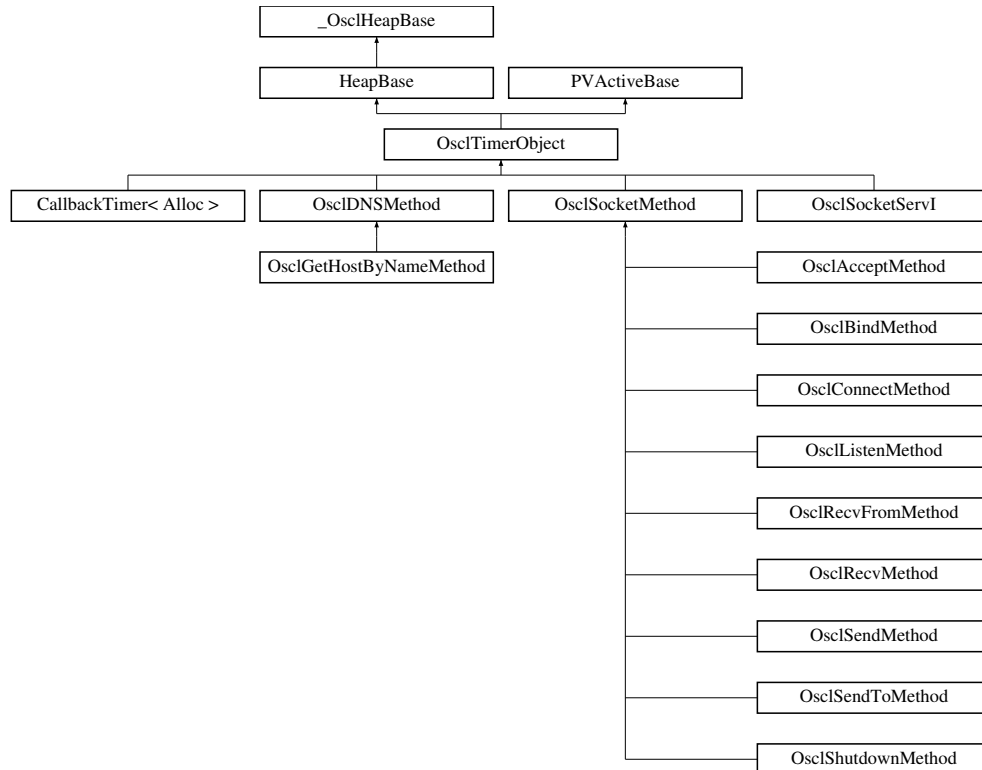 _OsclHeapBase
HeapBase
PVActiveBase
OsclTimerObject
CallbackTimer< Alloc >
OsclDNSMethod
OsclSocketMethod
OsclSocketServI
OsclGetHostByNameMethod
OsclAcceptMethod
OsclBindMethod
OsclConnectMethod
OsclListenMethod
OsclRecvFromMethod
OsclRecvMethod
OsclSendMethod
OsclSendToMethod
OsclShutdownMethod